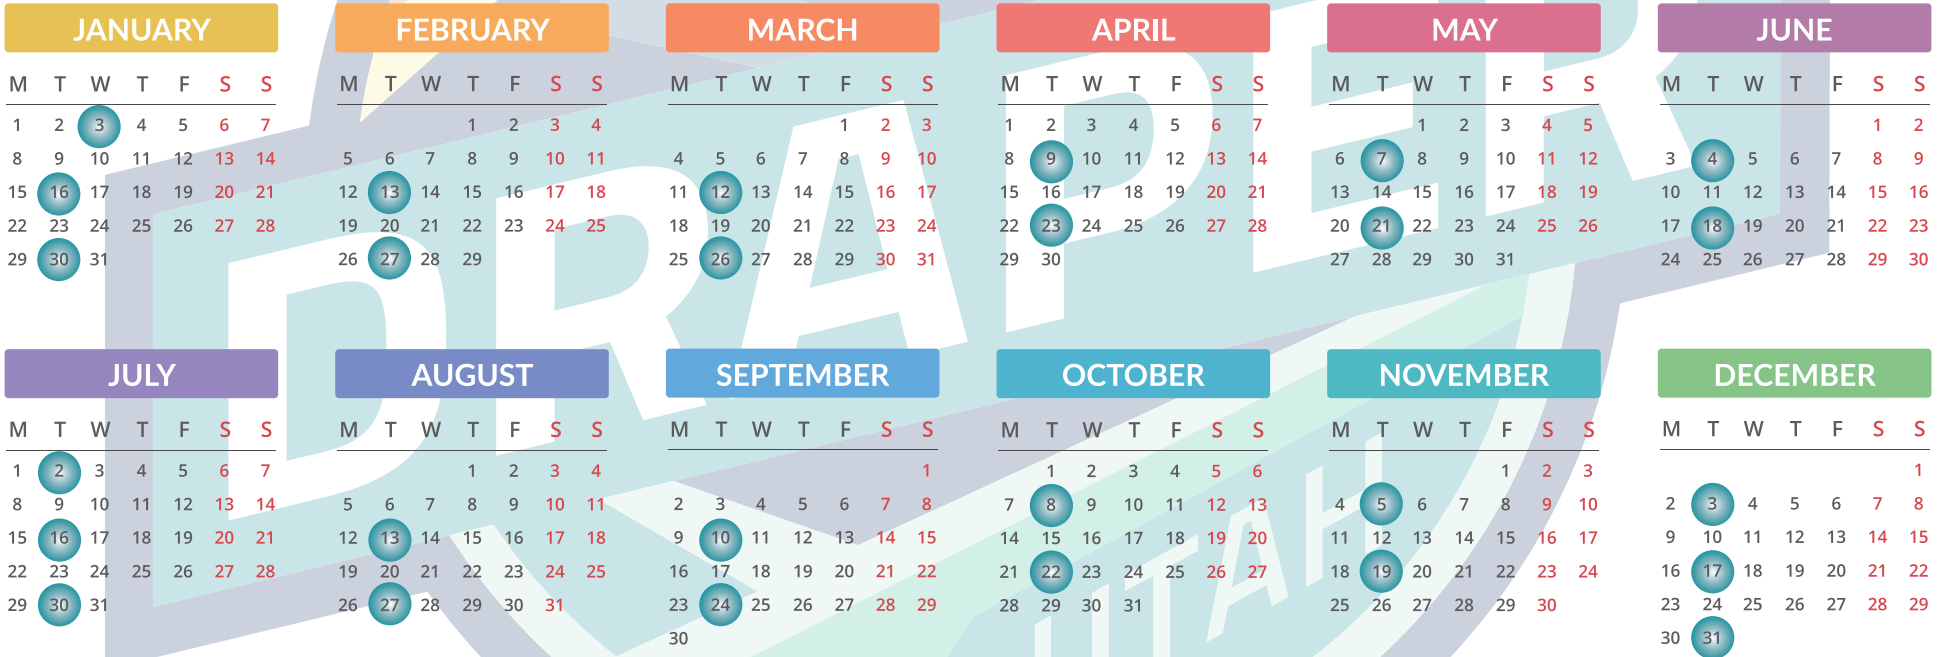 JANUARY FEBRUARY MARCH APRIL MAY JUNE
M T W T F S S M T W T F S S M T W T F S S M T W T F S S M T W T F S S M T W T F S S
1 2 3 4 5 6 7 1 2 3 4 1 2 3 1 2 3 4 5 6 7 1 2 3 4 5 1 2
8 9 10 11 12 13 14 5 6 7 8 9 10 11 4 5 6 7 8 9 10 8 9 10 11 12 13 14 6 7 8 9 10 11 12 3 4 5 6 7 8 9
15 16 17 18 19 20 21 12 13 14 15 16 17 18 11 12 13 14 15 16 17 15 16 17 18 19 20 21 13 14 15 16 17 18 19 10 11 12 13 14 15 16
22 23 24 25 26 27 28 19 20 21 22 23 24 25 18 19 20 21 22 23 24 22 23 24 25 26 27 28 20 21 22 23 24 25 26 17 18 19 20 21 22 23
29 30 31 26 27 28 29 25 26 27 28 29 30 31 29 30 27 28 29 30 31 24 25 26 27 28 29 30
DRAPER
JULY AUGUST SEPTEMBER OCTOBER NOVEMBER DECEMBER
M T W T F S S M T W T F S S M T W T F S S M T W T F S S M T W T F S S M T W T F S S
1 2 3 4 5 6 7 1 2 3 4 1 1 2 3 4 5 6 1 2 3 1
8 9 10 11 12 13 14 5 6 7 8 9 10 11 2 3 4 5 6 7 8 7 8 9 10 11 12 13 4 5 6 7 8 9 10 2 3 4 5 6 7 8
15 16 17 18 19 20 21 12 13 14 15 16 17 18 9 10 11 12 13 14 15 14 15 16 17 18 19 20 11 12 13 14 15 16 17 9 10 11 12 13 14 15
22 23 24 25 26 27 28 19 20 21 22 23 24 25 16 17 18 19 20 21 22 21 22 23 24 25 26 27 18 19 20 21 22 23 24 16 17 18 19 20 21 22
29 30 31 26 27 28 29 30 31 23 24 25 26 27 28 29 28 29 30 31 25 26 27 28 29 30 23 24 25 26 27 28 29
30 30 31
UTAH